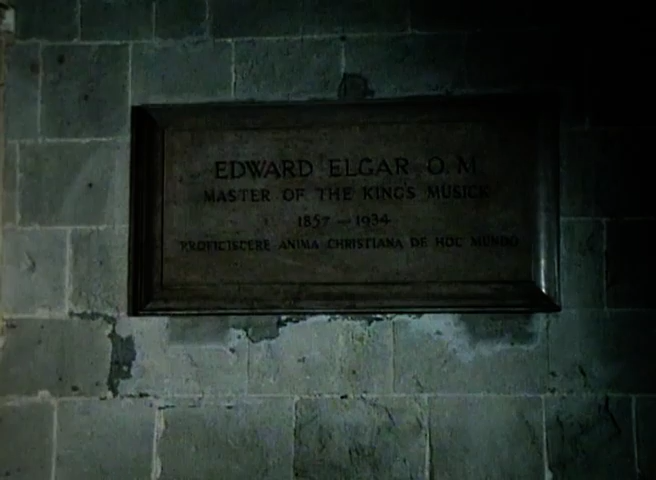 EDWARD ELGAR O.M
MASTER OF THE KING'S MUSICK
1857 — 1934
PROFICISCERE ANIMA CHRISTIANA DE HOC MUNDO